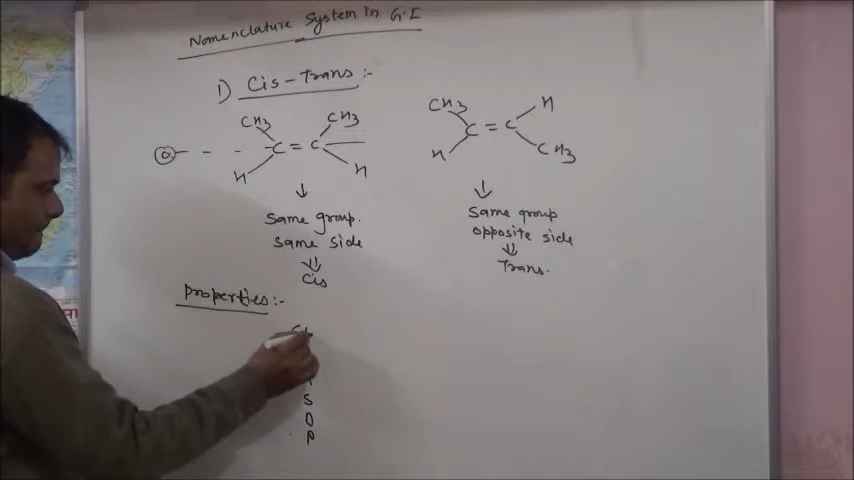 Nomenclature System in G.I
1) Cis-Trans:-
CH3 CH3 CH3 H
C = C C = C
H H H CH3
Same group. Same group
Same side opposite side
Cis Trans.
Properties:-
S
D
P